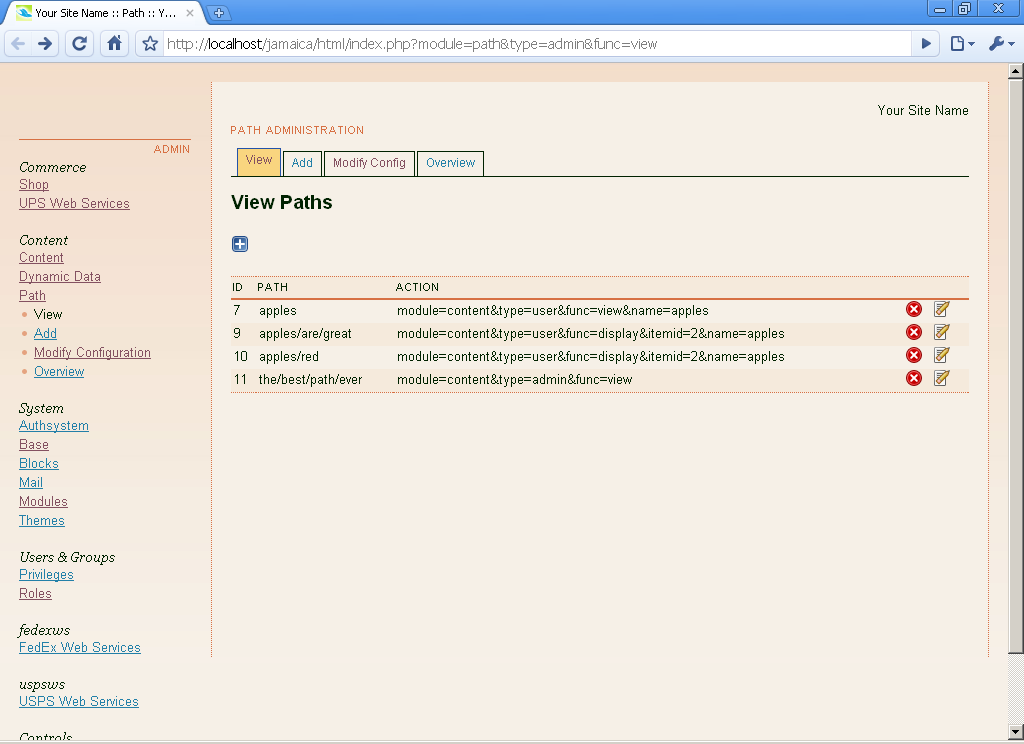 Your Site Name :: Path :: Y...
http://localhost/jamaica/html/index.php?module=path&type=admin&func=view
Your Site Name
PATH ADMINISTRATION
View Add Modify Config Overview
View Paths
ID PATH ACTION
7 apples module=content&type=user&func=view&name=apples
9 apples/are/great module=content&type=user&func=display&itemid=2&name=apples
10 apples/red module=content&type=user&func=display&itemid=2&name=apples
11 the/best/path/ever module=content&type=admin&func=view
ADMIN
Commerce
Shop
UPS Web Services
Content
Content
Dynamic Data
Path
View
Add
Modify Configuration
Overview
System
Authsystem
Base
Blocks
Mail
Modules
Themes
Users & Groups
Privileges
Roles
fedexws
FedEx Web Services
uspsws
USPS Web Services
Controls